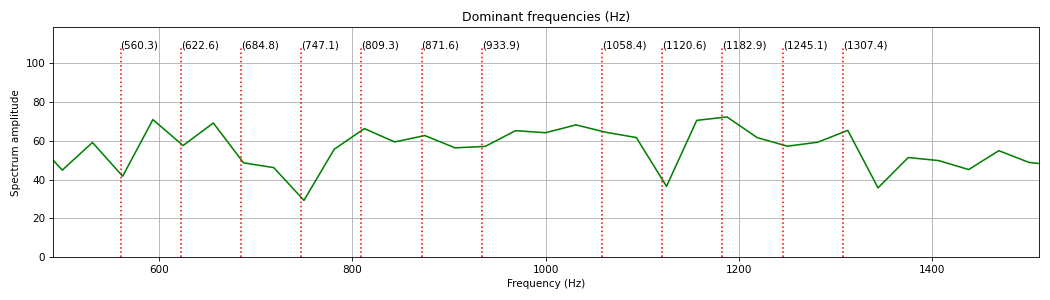 Dominant frequencies (Hz)
(560.3) (622.6) (684.8) (747.1) (809.3) (871.6) (933.9) (1058.4) (1120.6) (1182.9) (1245.1) (1307.4)
100
80
60
40
20
0
Spectrum amplitude
600 800 1000 1200 1400
Frequency (Hz)